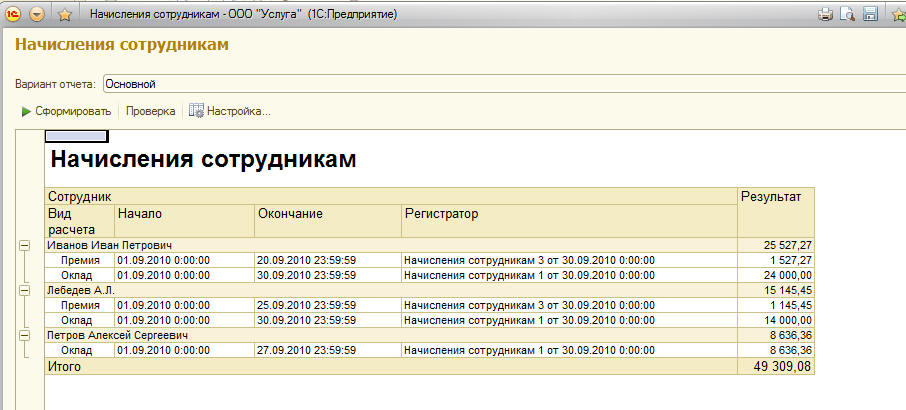 Начисления сотрудникам - ООО "Услуга" (1С:Предприятие)
Начисления сотрудникам
Вариант отчета: Основной
Сформировать Проверка Настройка...
Начисления сотрудникам
Сотрудник Результат
Вид расчета Начало Окончание Регистратор
Иванов Иван Петрович 25 527,27
Премия 01.09.2010 0:00:00 20.09.2010 23:59:59 Начисления сотрудникам 3 от 30.09.2010 0:00:00 1 527,27
Оклад 01.09.2010 0:00:00 30.09.2010 23:59:59 Начисления сотрудникам 1 от 30.09.2010 0:00:00 24 000,00
Лебедев А.Л. 15 145,45
Премия 01.09.2010 0:00:00 25.09.2010 23:59:59 Начисления сотрудникам 3 от 30.09.2010 0:00:00 1 145,45
Оклад 01.09.2010 0:00:00 30.09.2010 23:59:59 Начисления сотрудникам 1 от 30.09.2010 0:00:00 14 000,00
Петров Алексей Сергеевич 8 636,36
Оклад 01.09.2010 0:00:00 27.09.2010 23:59:59 Начисления сотрудникам 1 от 30.09.2010 0:00:00 8 636,36
Итого 49 309,08